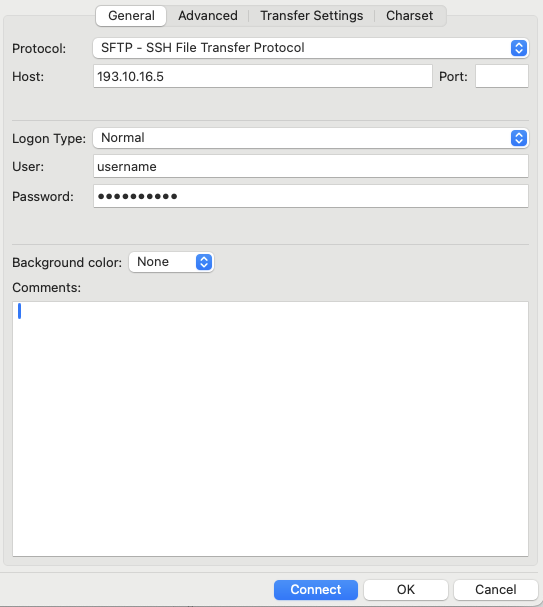 General Advanced Transfer Settings Charset
Protocol: SFTP - SSH File Transfer Protocol
Host: 193.10.16.5 Port:
Logon Type: Normal
User: username
Password: ●●●●●●●●●●
Background color: None
Comments:
Connect OK Cancel